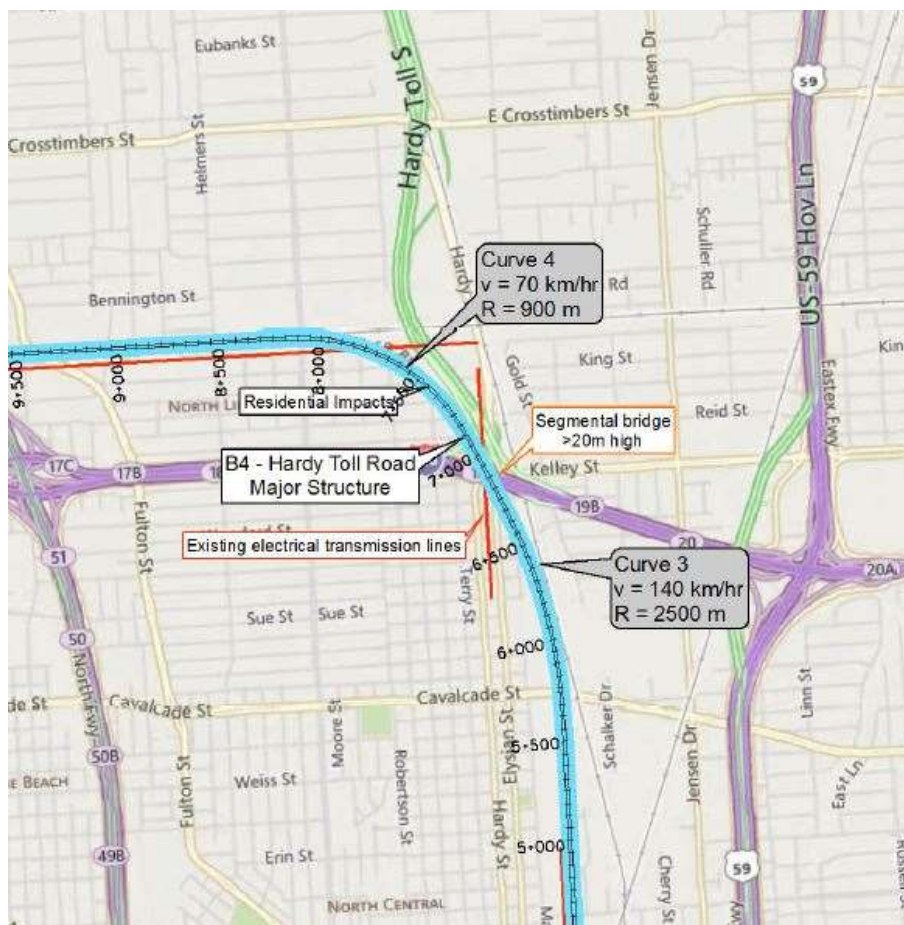 Eubanks St
Hardy Toll S
Jensen Dr
59
E Crosstimbers St
Crosstimbers St
Helmers St
US-59 Hov Ln
Schuller Rd
Hardy
Curve 4
v = 70 km/hr
R = 900 m
Rd
Bennington St
King St
Kin
Gold St
Eastex Fwy
9+500
9+000
8+500
8+000
Residential Impacts
Reid St
Segmental bridge
>20m high
17C
17B
18
B4 - Hardy Toll Road
Major Structure
7+000
Kelley St
19B
20
20A
51
Fulton St
Existing electrical transmission lines
6+500
Curve 3
v = 140 km/hr
R = 2500 m
Terry St
Sue St
Sue St
50
6+000
North Fwy
Linn St
de St
Cavalcade St
Cavalcade St
Moore St
Schalker Dr
Elysian St
5+500
Jensen Dr
50B
E BEACH
Weiss St
Robertson St
East Ln
Fulton St
Hardy St
5+000
49B
Erin St
Cherry St
59
NORTH CENTRAL